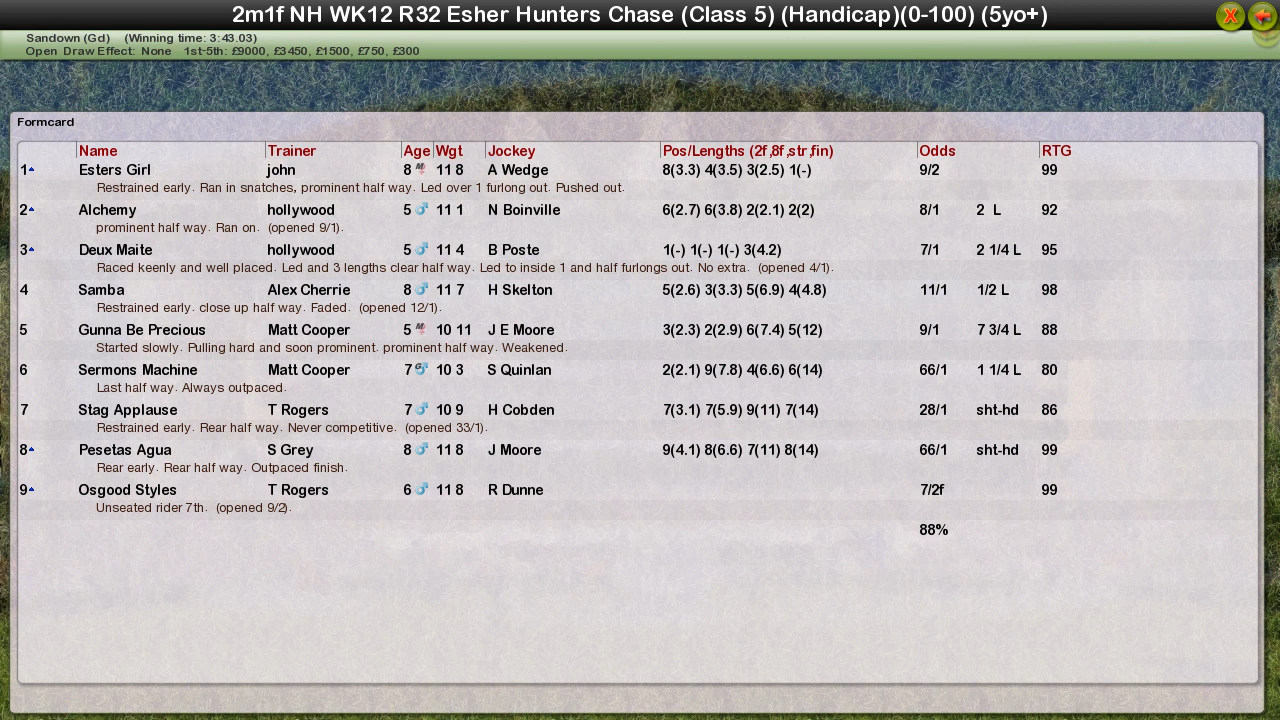 2m1f NH WK12 R32 Esher Hunters Chase (Class 5) (Handicap)(0-100) (5yo+)
X
Sandown (Gd) (Winning time: 3:43.03)
Open Draw Effect: None 1st-5th: £9000, £3450, £1500, £750, £300
Formcard
Name Trainer Age Wgt Jockey Pos/Lengths (2f,8f,str,fin) Odds RTG
1 Esters Girl john 8 11 8 A Wedge 8(3.3) 4(3.5) 3(2.5) 1(-) 9/2 99
Restrained early. Ran in snatches, prominent half way. Led over 1 furlong out. Pushed out.
2 Alchemy hollywood 5 11 1 N Boinville 6(2.7) 6(3.8) 2(2.1) 2(2) 8/1 2 L 92
prominent half way. Ran on. (opened 9/1).
3 Deux Maite hollywood 5 11 4 B Poste 1(-) 1(-) 1(-) 3(4.2) 7/1 2 1/4 L 95
Raced keenly and well placed. Led and 3 lengths clear half way. Led to inside 1 and half furlongs out. No extra. (opened 4/1).
4 Samba Alex Cherrie 8 11 7 H Skelton 5(2.6) 3(3.3) 5(6.9) 4(4.8) 11/1 1/2 L 98
Restrained early. close up half way. Faded. (opened 12/1).
5 Gunna Be Precious Matt Cooper 5 10 11 J E Moore 3(2.3) 2(2.9) 6(7.4) 5(12) 9/1 7 3/4 L 88
Started slowly. Pulling hard and soon prominent. prominent half way. Weakened.
6 Sermons Machine Matt Cooper 7 10 3 S Quinlan 2(2.1) 9(7.8) 4(6.6) 6(14) 66/1 1 1/4 L 80
Last half way. Always outpaced.
7 Stag Applause T Rogers 7 10 9 H Cobden 7(3.1) 7(5.9) 9(11) 7(14) 28/1 sht-hd 86
Restrained early. Rear half way. Never competitive. (opened 33/1).
8 Pesetas Agua S Grey 8 11 8 J Moore 9(4.1) 8(6.6) 7(11) 8(14) 66/1 sht-hd 99
Rear early. Rear half way. Outpaced finish.
9 Osgood Styles T Rogers 6 11 8 R Dunne 7/2f 99
Unseated rider 7th. (opened 9/2).
88%